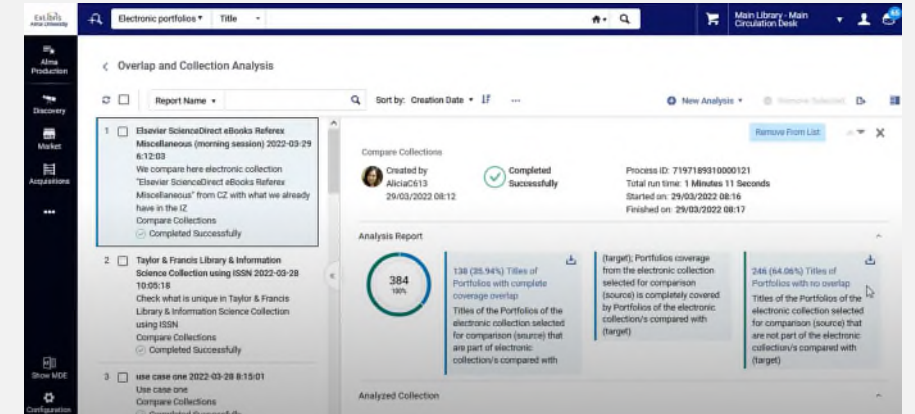 ExLibris
Alma University
Electronic portfolios
Title
Main Library - Main
Circulation Desk
Alma
Production
Discovery
Market
Acquisitions
Show MDE
Configuration
Overlap and Collection Analysis
Report Name
Sort by: Creation Date
New Analysis
Remove Selected
1
Elsevier ScienceDirect eBooks Referex
Miscellaneous (morning session) 2022-03-29
6:12:03
We compare here electronic collection
"Elsevier ScienceDirect eBooks Referex
Miscellaneous" from CZ with what we already
have in the IZ
Compare Collections
Completed Successfully
2
Taylor & Francis Library & Information
Science Collection using ISSN 2022-03-28
10:05:18
Check what is unique in Taylor & Francis
Library & Information Science Collection
using ISSN
Compare Collections
Completed Successfully
3
use case one 2022-03-28 8:15:01
Use case one
Compare Collections
Completed Successfully
Remove From List
Compare Collections
Created by
AliciaC613
29/03/2022 08:12
Completed
Successfully
Process ID: 7197189310000121
Total run time: 1 Minutes 11 Seconds
Started on: 29/03/2022 08:16
Finished on: 29/03/2022 08:17
Analysis Report
384
100%
138 (35.94%) Titles of
Portfolios with complete
coverage overlap
Titles of the Portfolios of the
electronic collection selected
for comparison (source) that
are part of electronic
collection/s compared with
(target); Portfolios coverage
from the electronic collection
selected for comparison
(source) is completely covered
by Portfolios of the electronic
collection/s compared with
(target)
246 (64.06%) Titles of
Portfolios with no overlap
Titles of the Portfolios of the
electronic collection selected
for comparison (source) that
are not part of the electronic
collection/s compared with
(target)
Analyzed Collection